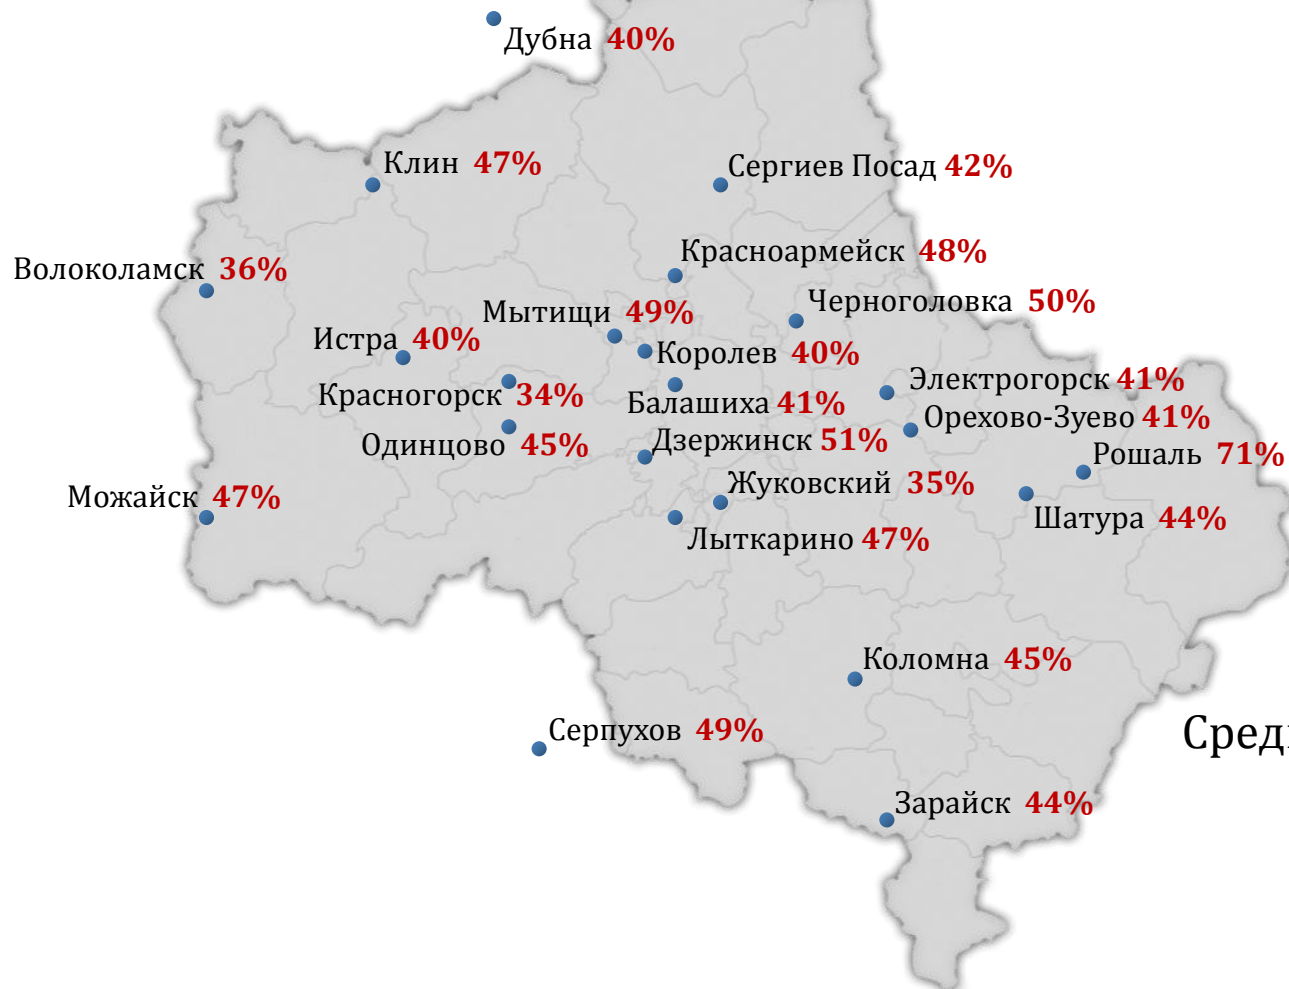 Дубна 40%
Клин 47%
Сергиев Посад 42%
Красноармейск 48%
Волоколамск 36%
Черноголовка 50%
Мытищи 49%
Истра 40%
Королев 40%
Электрогорск 41%
Красногорск 34%
Балашиха 41%
Орехово-Зуево 41%
Одинцово 45%
Дзержинск 51%
Рошаль 71%
Жуковский 35%
Можайск 47%
Шатура 44%
Лыткарино 47%
Коломна 45%
Серпухов 49%
Зарайск 44%